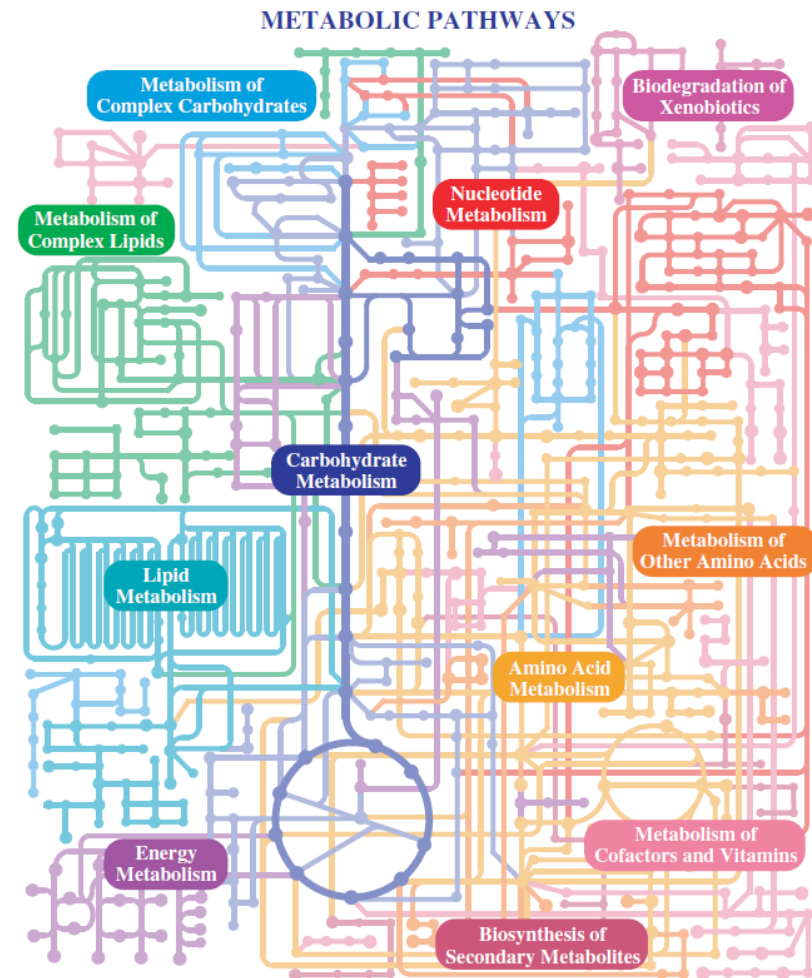 METABOLIC PATHWAYS
Metabolism of
Complex Carbohydrates
Biodegradation of
Xenobiotics
Nucleotide
Metabolism
Metabolism of
Complex Lipids
Carbohydrate
Metabolism
Metabolism of
Other Amino Acids
Lipid
Metabolism
Amino Acid
Metabolism
Metabolism of
Cofactors and Vitamins
Energy
Metabolism
Biosynthesis of
Secondary Metabolites